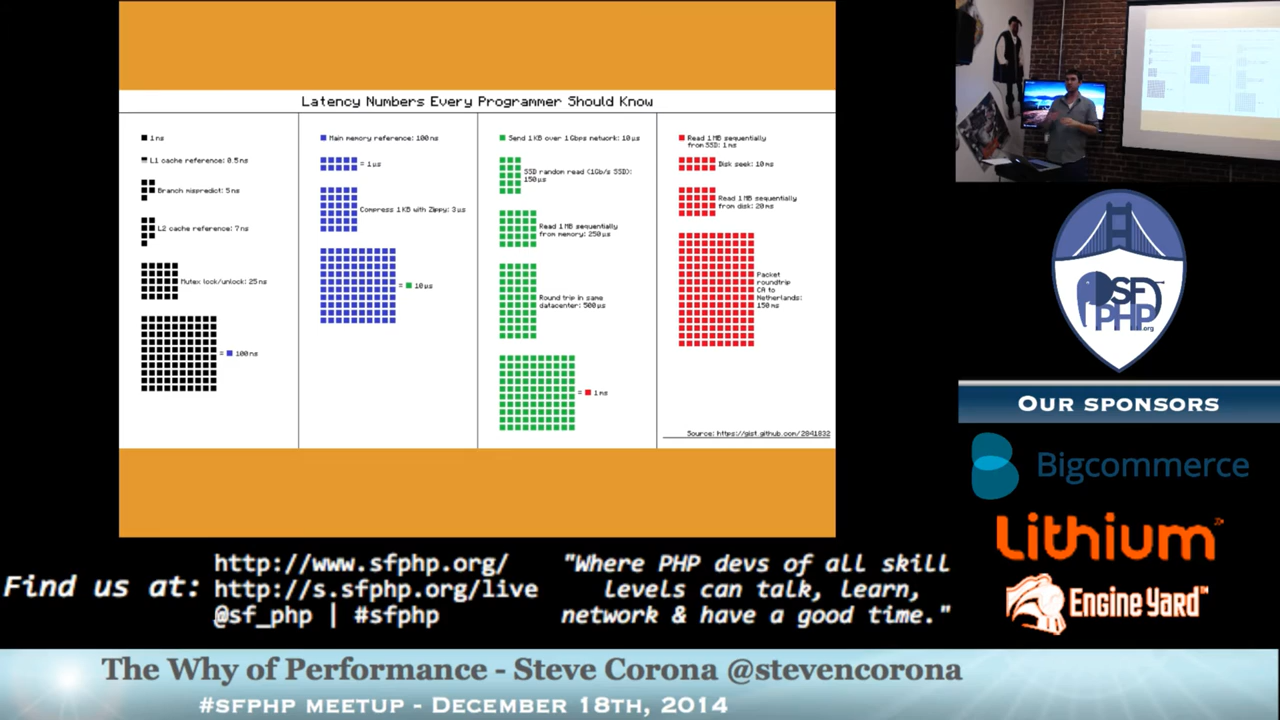 Latency Numbers Every Programmer Should Know
1 ns
L1 cache reference: 0.5 ns
Branch mispredict: 5 ns
L2 cache reference: 7 ns
Mutex lock/unlock: 25 ns
= 100 ns
Main memory reference: 100 ns
= 1 µs
Compress 1 KB with Zippy: 3 µs
= 10 µs
Send 1 KB over 1 Gbps network: 10 µs
SSD random read (1Gb/s SSD):
150 µs
Read 1 MB sequentially
from memory: 250 µs
Round trip in same
datacenter: 500 µs
= 1 ms
Read 1 MB sequentially
from SSD: 1 ms
Disk seek: 10 ms
Read 1 MB sequentially
from disk: 20 ms
Packet
roundtrip
CA to
Netherlands:
150 ms
Source: https://gist.github.com/2841832
SF
PHP.org
Our sponsors
Bigcommerce
Lithium
Engine Yard™
Find us at:
http://www.sfphp.org/
http://s.sfphp.org/live
@sf_php | #sfphp
"Where PHP devs of all skill
levels can talk, learn,
network & have a good time."
The Why of Performance - Steve Corona @stevencorona
#sfphp meetup - December 18th, 2014